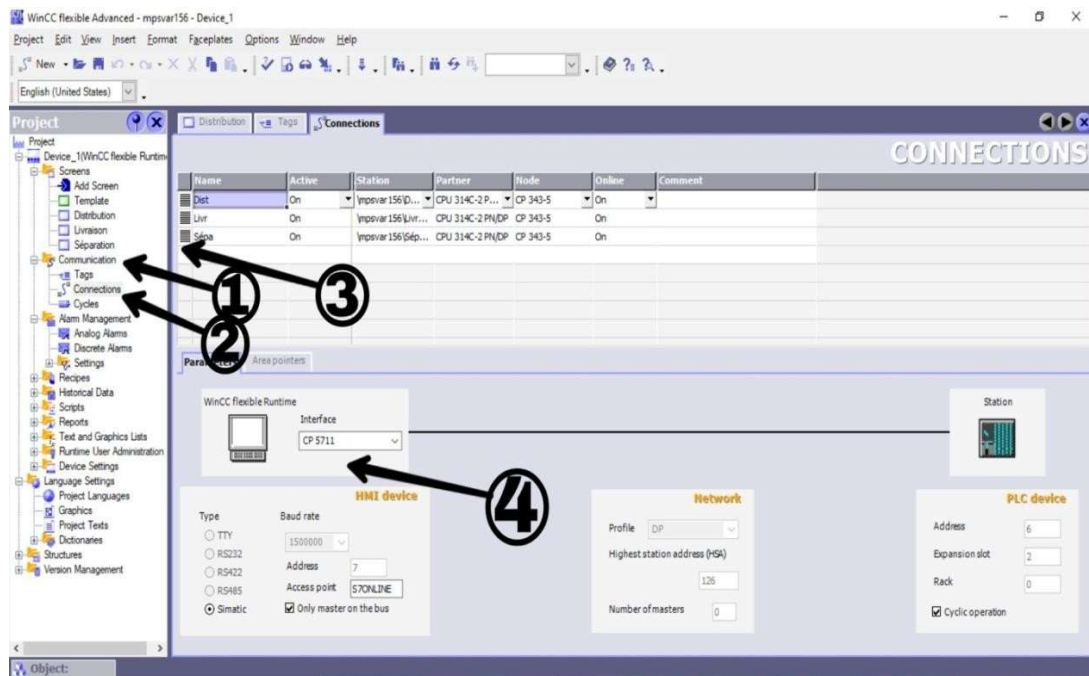 WinCC flexible Advanced - mpsvar156 - Device_1
Project Edit View Insert Format Faceplates Options Window Help
New
English (United States)
Project
Distribution Tags Connections
CONNECTIONS
Project
Device_1(WinCC flexible Runtim
Screens
Add Screen
Template
Distribution
Livraison
Séparation
Communication
Tags
Connections
Cycles
Alarm Management
Analog Alarms
Discrete Alarms
Settings
Recipes
Historical Data
Scripts
Reports
Text and Graphics Lists
Runtime User Administration
Device Settings
Language Settings
Project Languages
Graphics
Project Texts
Dictionaries
Structures
Version Management
Name Active Station Partner Node Online Comment
Dist On \mpsvar156\D... CPU 314C-2 P... CP 343-5 On
Livr On \mpsvar156\Livr... CPU 314C-2 PN/DP CP 343-5 On
Sépa On \mpsvar156\Sép... CPU 314C-2 PN/DP CP 343-5 On
1
2
3
4
Parameters Area pointers
WinCC flexible Runtime
Interface
CP 5711
Station
HMI device
Type Baud rate
TTY
1500000
RS232
RS422
Address 7
RS485
Access point S7ONLINE
Simatic
Only master on the bus
Network
Profile DP
Highest station address (HSA)
126
Number of masters 0
PLC device
Address 6
Expansion slot 2
Rack 0
Cyclic operation
Object: